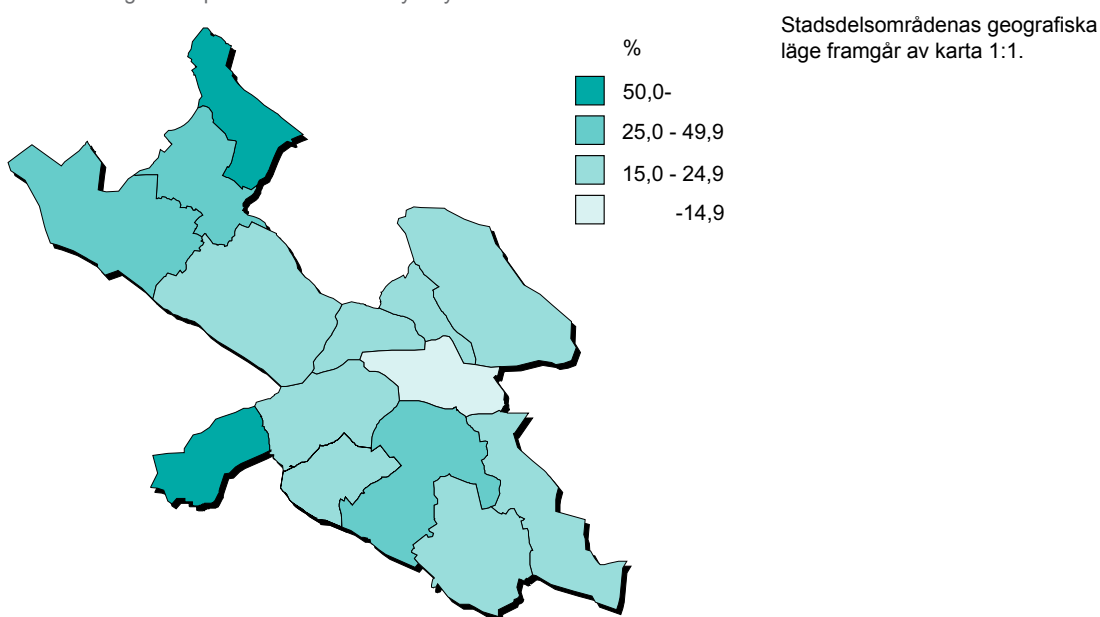 %
50,0-
25,0 - 49,9
15,0 - 24,9
-14,9
Stadsdelsområdenas geografiska
läge framgår av karta 1:1.